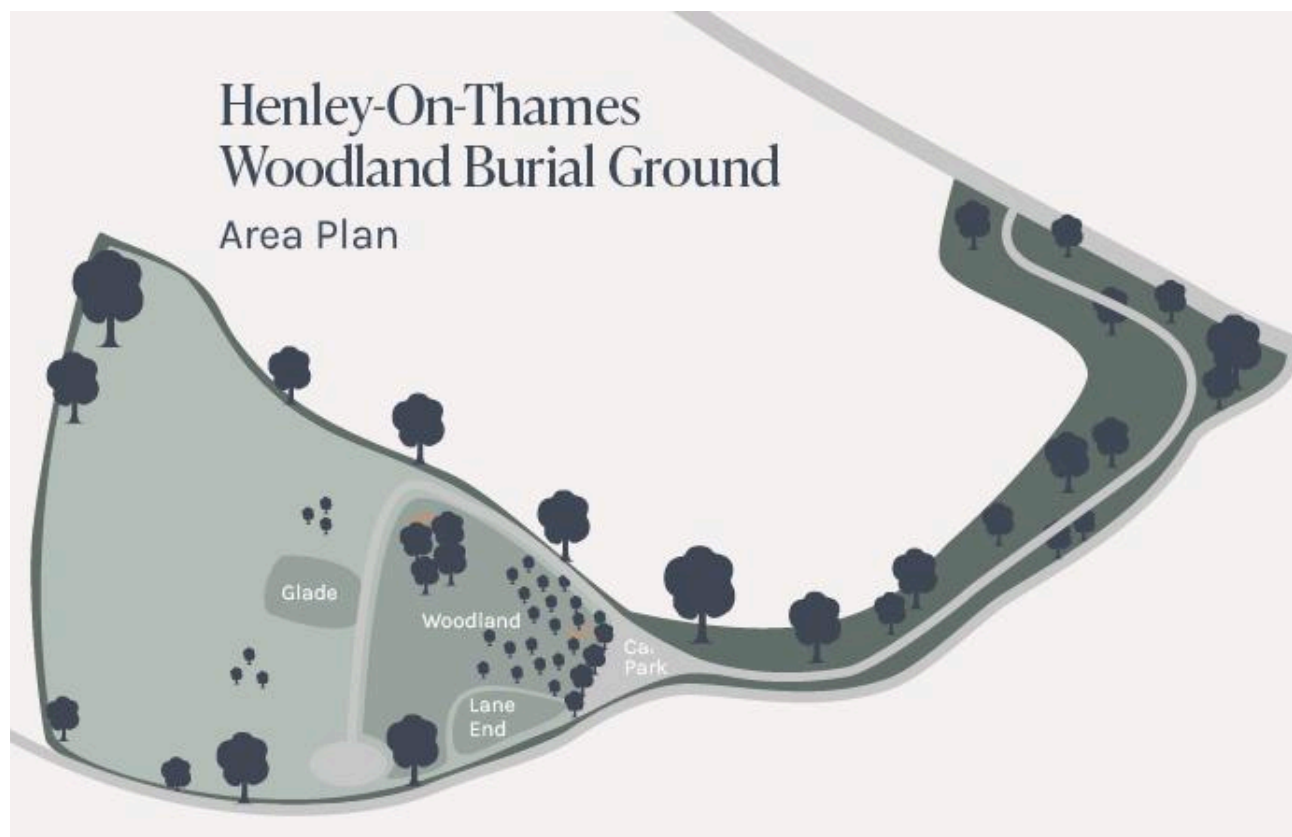 Henley-On-Thames
Woodland Burial Ground
Area Plan
Glade
Woodland
Park
Lane
End